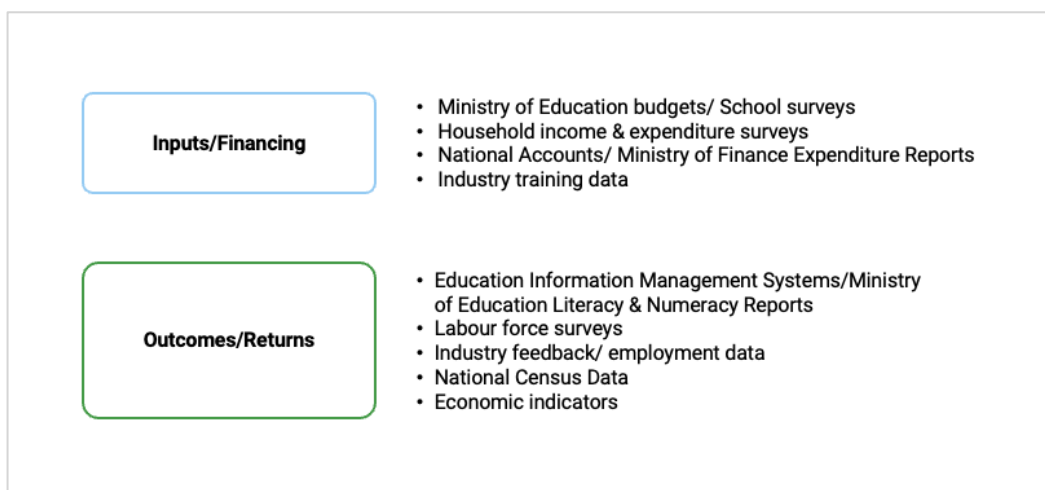 Inputs/Financing
• Ministry of Education budgets/ School surveys
• Household income & expenditure surveys
• National Accounts/ Ministry of Finance Expenditure Reports
• Industry training data
Outcomes/Returns
• Education Information Management Systems/Ministry
of Education Literacy & Numeracy Reports
• Labour force surveys
• Industry feedback/ employment data
• National Census Data
• Economic indicators